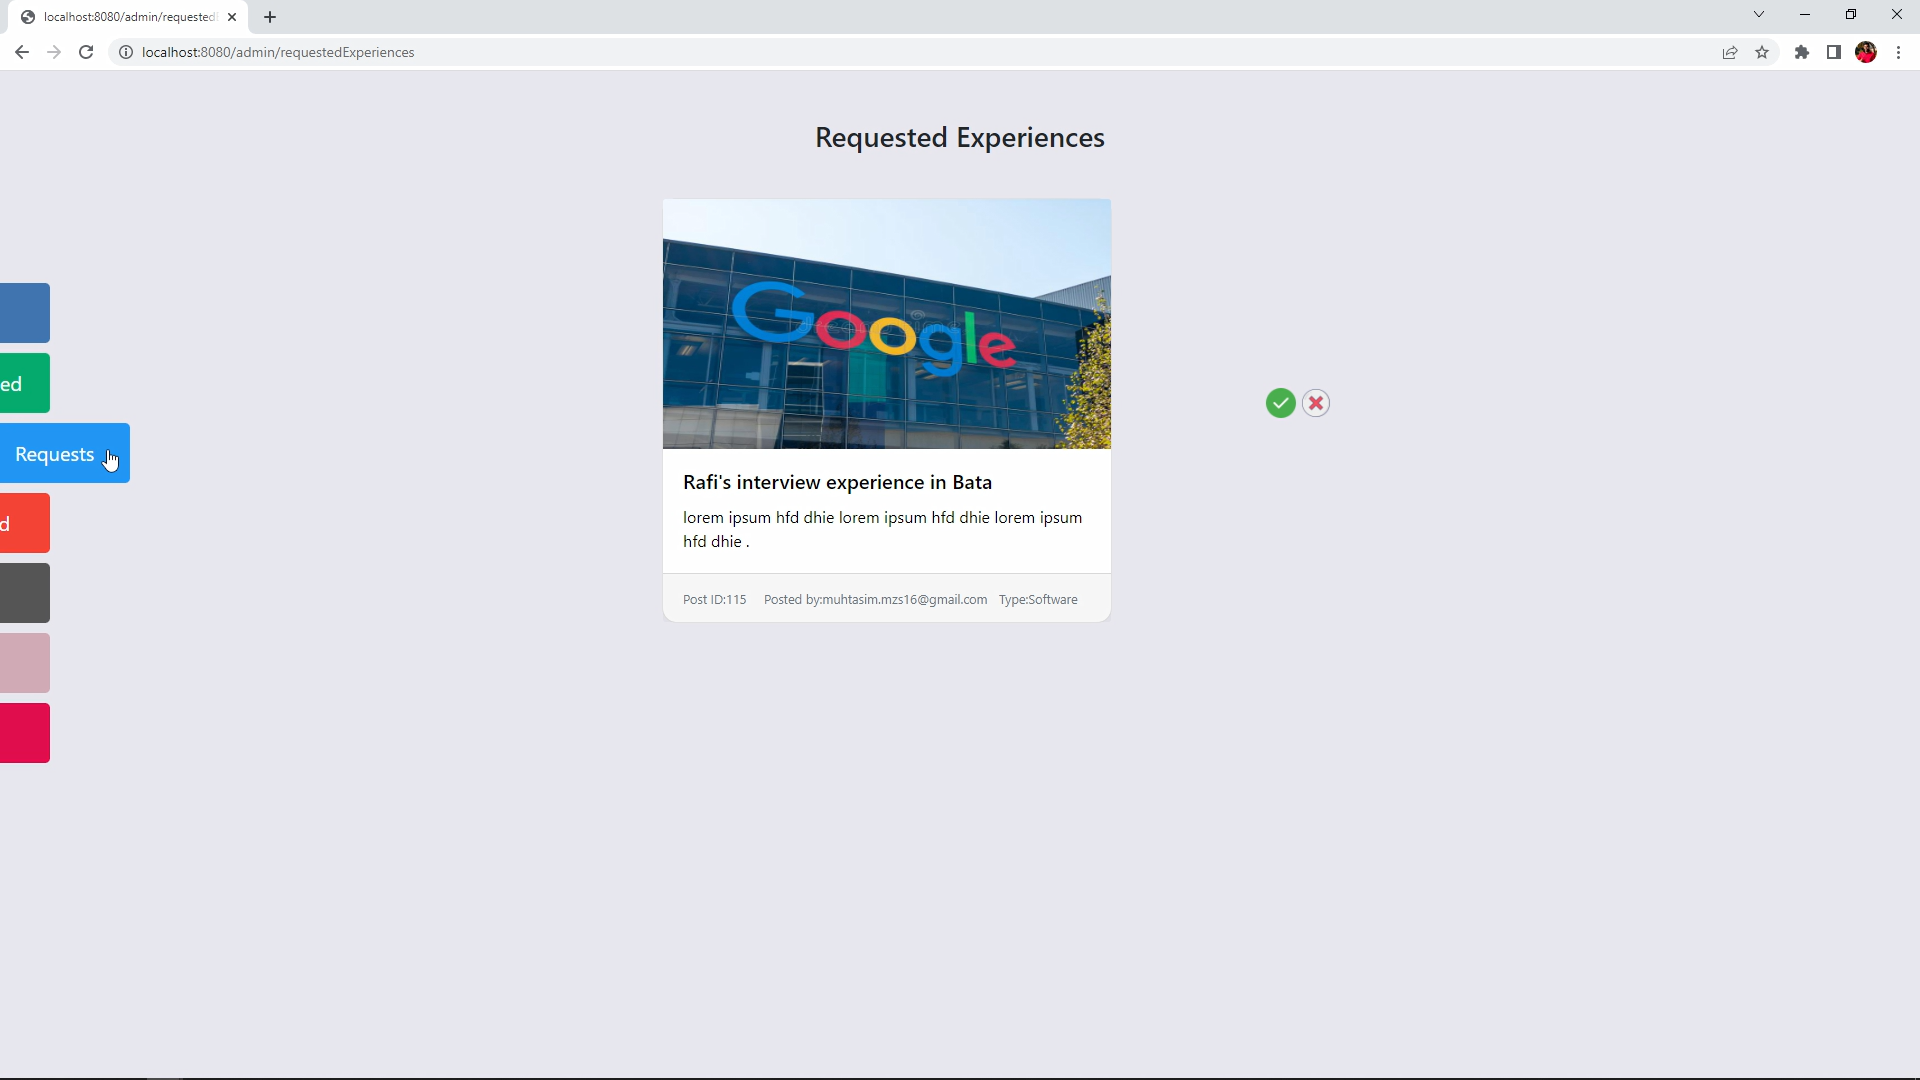 localhost:8080/admin/requested
localhost:8080/admin/requestedExperiences
Requested Experiences
Google
ed
Requests
d
Rafi's interview experience in Bata
lorem ipsum hfd dhie lorem ipsum hfd dhie lorem ipsum
hfd dhie .
Post ID:115 Posted by:muhtasim.mzs16@gmail.com Type:Software